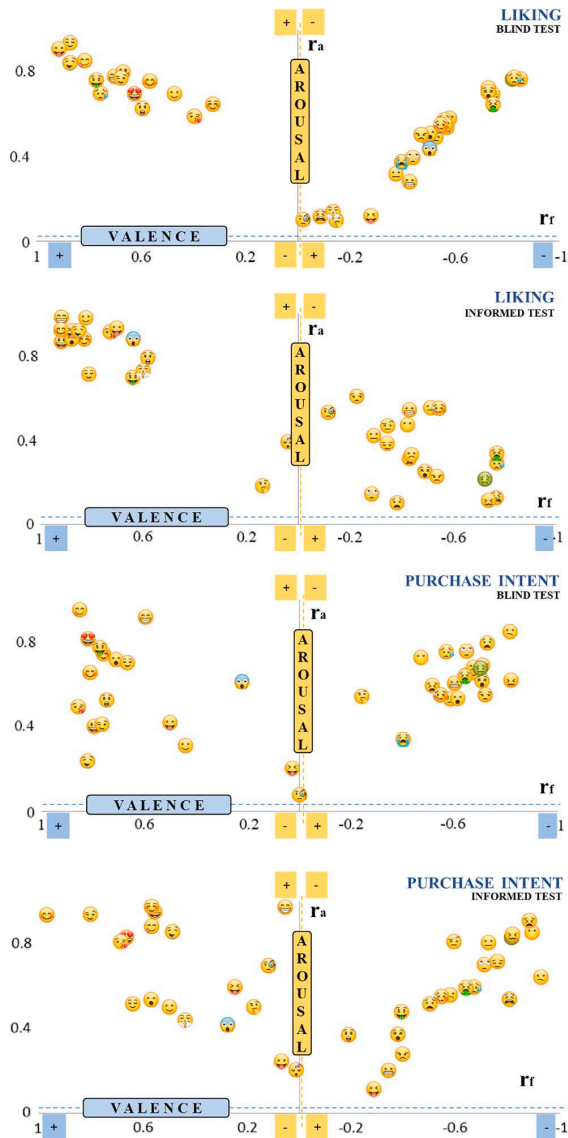 + -
LIKING
BLIND TEST
ra
0.8
AROUSAL
0.4
rf
VALENCE
0
1 0.6 0.2 -0.2 -0.6
+ - + -
+ -
LIKING
INFORMED TEST
ra
0.8
AROUSAL
0.4
rf
VALENCE
0
1 0.6 0.2 -0.2 -0.6 -1
+ - + -
PURCHASE INTENT
BLIND TEST
+ -
ra
0.8
AROUSAL
0.4
rf
VALENCE
0
1 0.6 0.2 -0.2 -0.6 -1
+ - + -
PURCHASE INTENT
INFORMED TEST
+ -
ra
0.8
AROUSAL
0.4
rf
VALENCE
0
1 0.6 0.2 -0.2 -0.6 -1
+ - + -